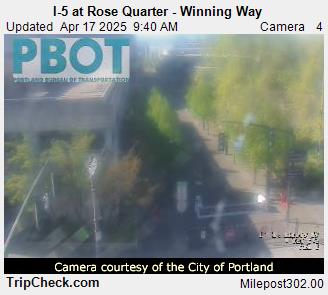 I-5 at Rose Quarter - Winning Way
Updated Apr 17 2025 9:40 AM Camera 4
PBOT
PORTLAND BUREAU OF TRANSPORTATION
Camera courtesy of the City of Portland
TripCheck.com Milepost302.00